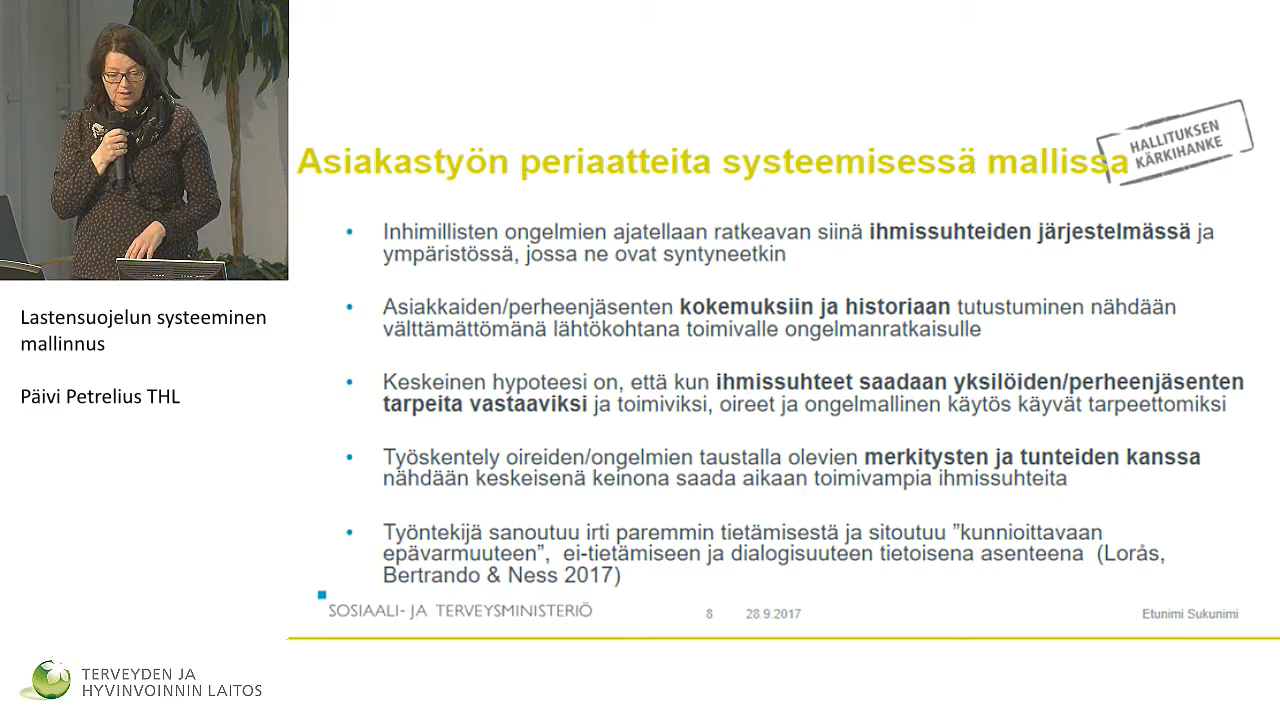 HALLITUKSEN
KÄRKIHANKE
Asiakastyön periaatteita systeemisessä mallissa
• Inhimillisten ongelmien ajatellaan ratkeavan siinä ihmissuhteiden järjestelmässä ja
ympäristössä, jossa ne ovat syntyneetkin
• Asiakkaiden/perheenjäsenten kokemuksiin ja historiaan tutustuminen nähdään
välttämättömänä lähtökohtana toimivalle ongelmanratkaisulle
• Keskeinen hypoteesi on, että kun ihmissuhteet saadaan yksilöiden/perheenjäsenten
tarpeita vastaaviksi ja toimiviksi, oireet ja ongelmallinen käytös käyvät tarpeettomiksi
• Työskentely oireiden/ongelmien taustalla olevien merkitysten ja tunteiden kanssa
nähdään keskeisenä keinona saada aikaan toimivampia ihmissuhteita
• Työntekijä sanoutuu irti paremmin tietämisestä ja sitoutuu ”kunnioittavaan
epävarmuuteen”, ei-tietämiseen ja dialogisuuteen tietoisena asenteena (Lorås,
Bertrando & Ness 2017)
SOSIAALI- JA TERVEYSMINISTERIÖ 8 28.9.2017 Etunimi Sukunimi
Lastensuojelun systeeminen
mallinnus
Päivi Petrelius THL
TERVEYDEN JA
HYVINVOINNIN LAITOS